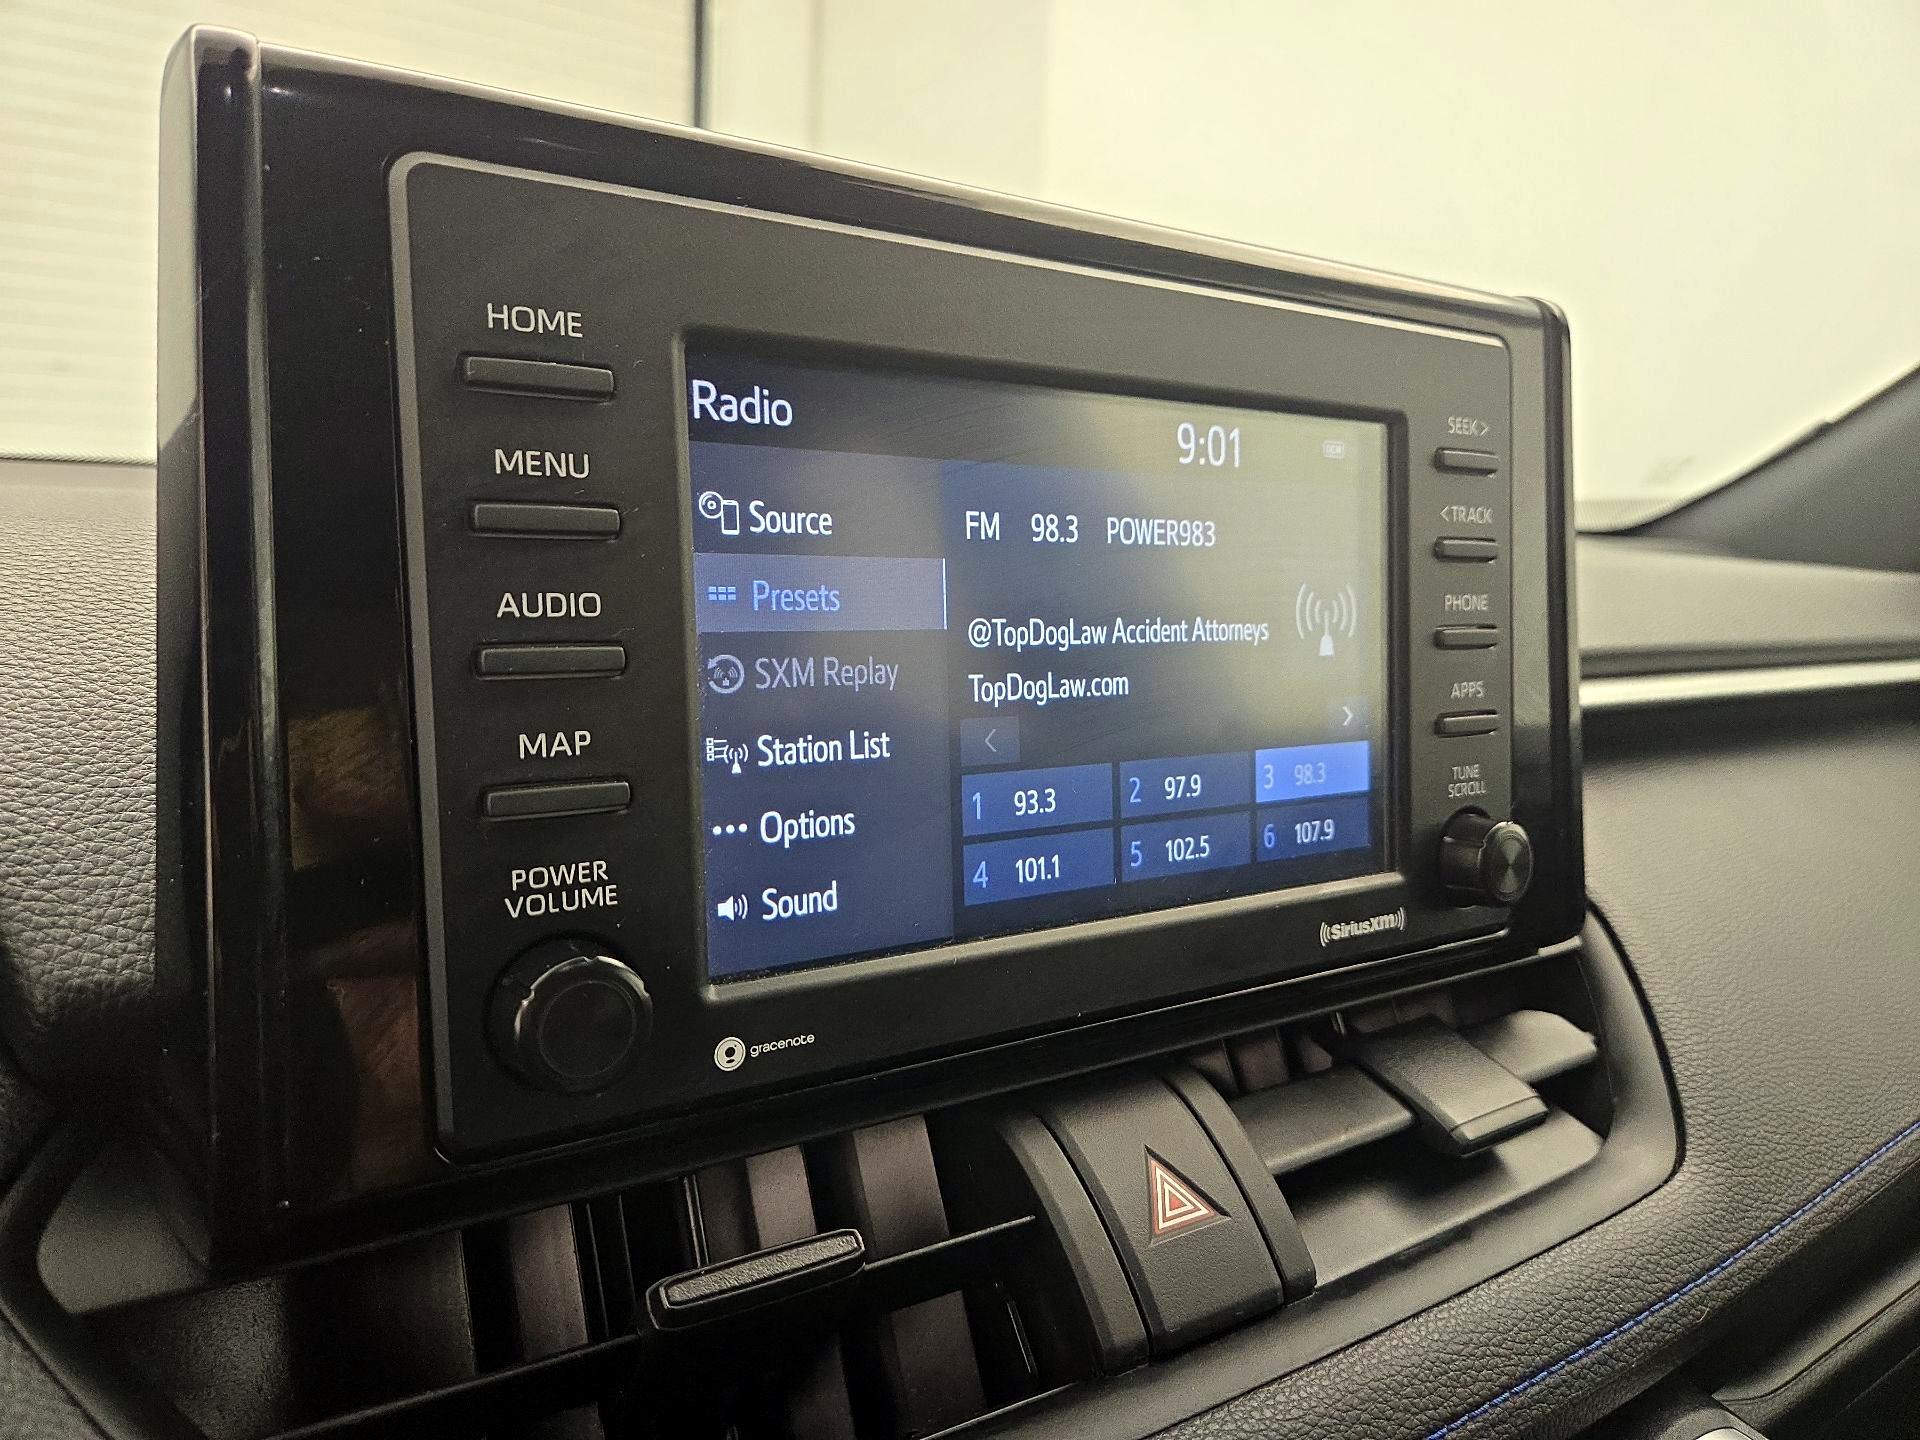 HOME
MENU
AUDIO
MAP
POWER
VOLUME
Radio
9:01
DCM
Source
Presets
SXM Replay
Station List
Options
Sound
FM 98.3 POWER983
@TopDogLaw Accident Attorneys
TopDogLaw.com
<
>
1 93.3
2 97.9
3 98.3
4 101.1
5 102.5
6 107.9
SEEK >
< TRACK
PHONE
APPS
TUNE
SCROLL
gracenote
((SiriusXM))